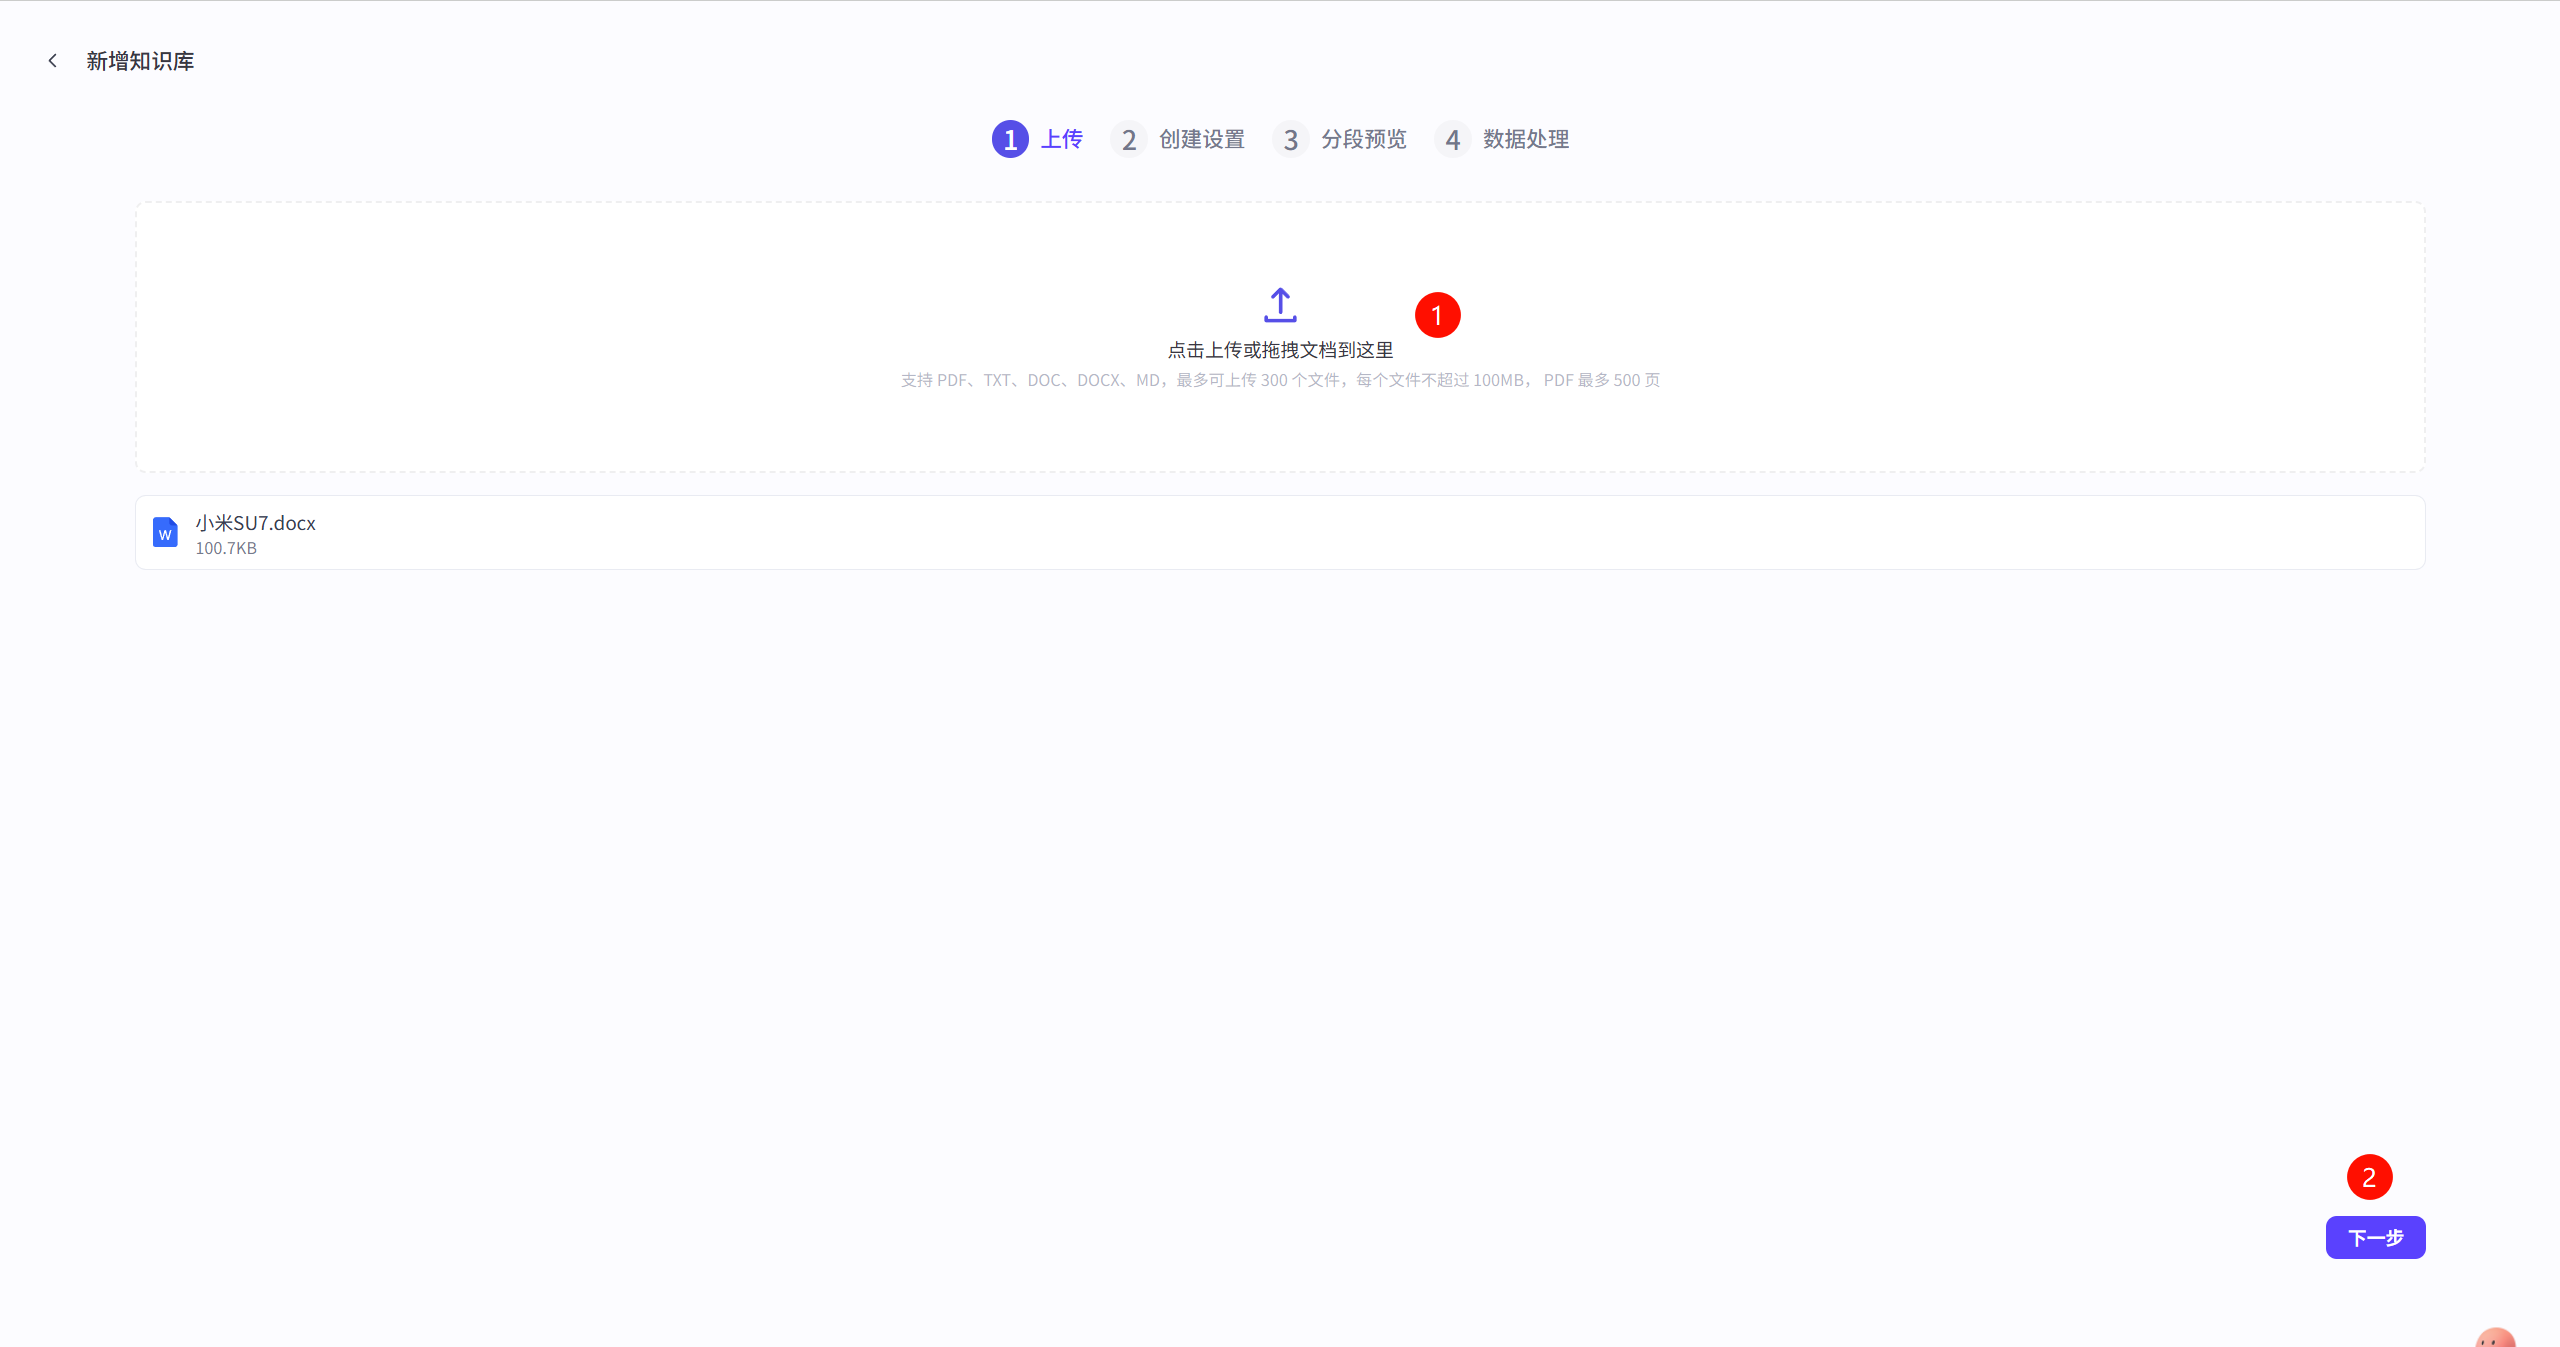 新增知识库
1 上传 2 创建设置 3 分段预览 4 数据处理
1
点击上传或拖拽文档到这里
支持 PDF、TXT、DOC、DOCX、MD，最多可上传 300 个文件，每个文件不超过 100MB， PDF 最多 500 页
W
小米SU7.docx
100.7KB
2
下一步